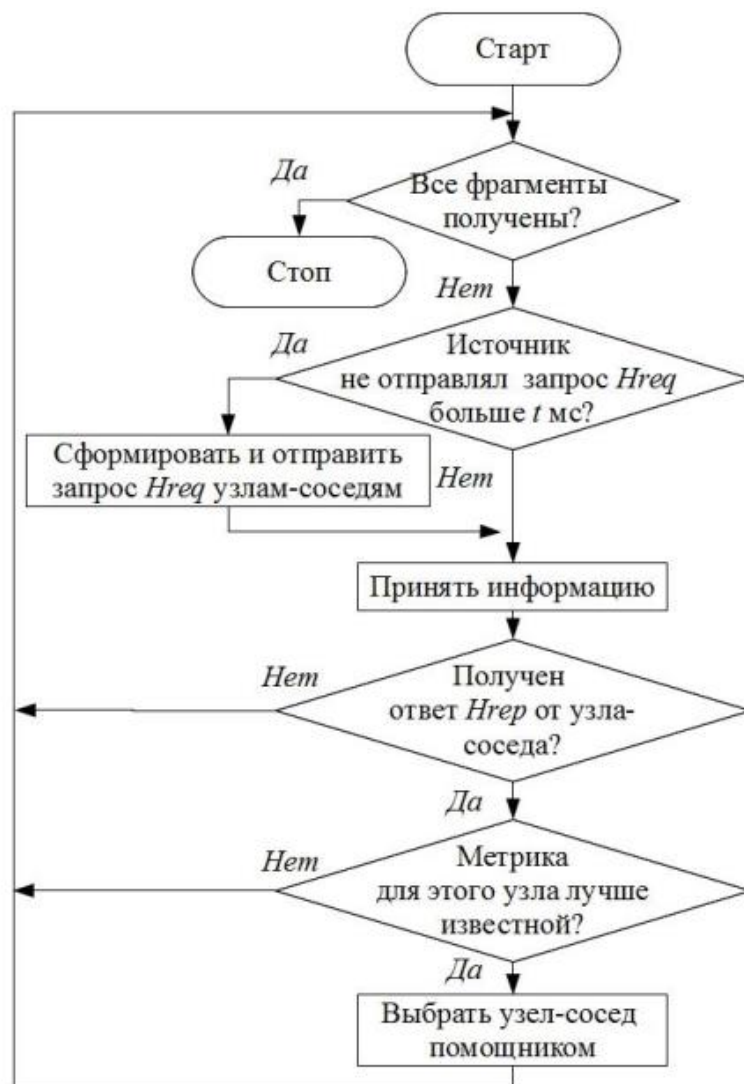 Старт
Да
Все фрагменты
получены?
Стоп
Нет
Да
Источник
не отправлял запрос Hreq
больше t мс?
Сформировать и отправить
запрос Hreq узлам-соседям
Нет
Принять информацию
Нет
Получен
ответ Hrep от узла-
соседа?
Да
Нет
Метрика
для этого узла лучше
известной?
Да
Выбрать узел-сосед
помощником